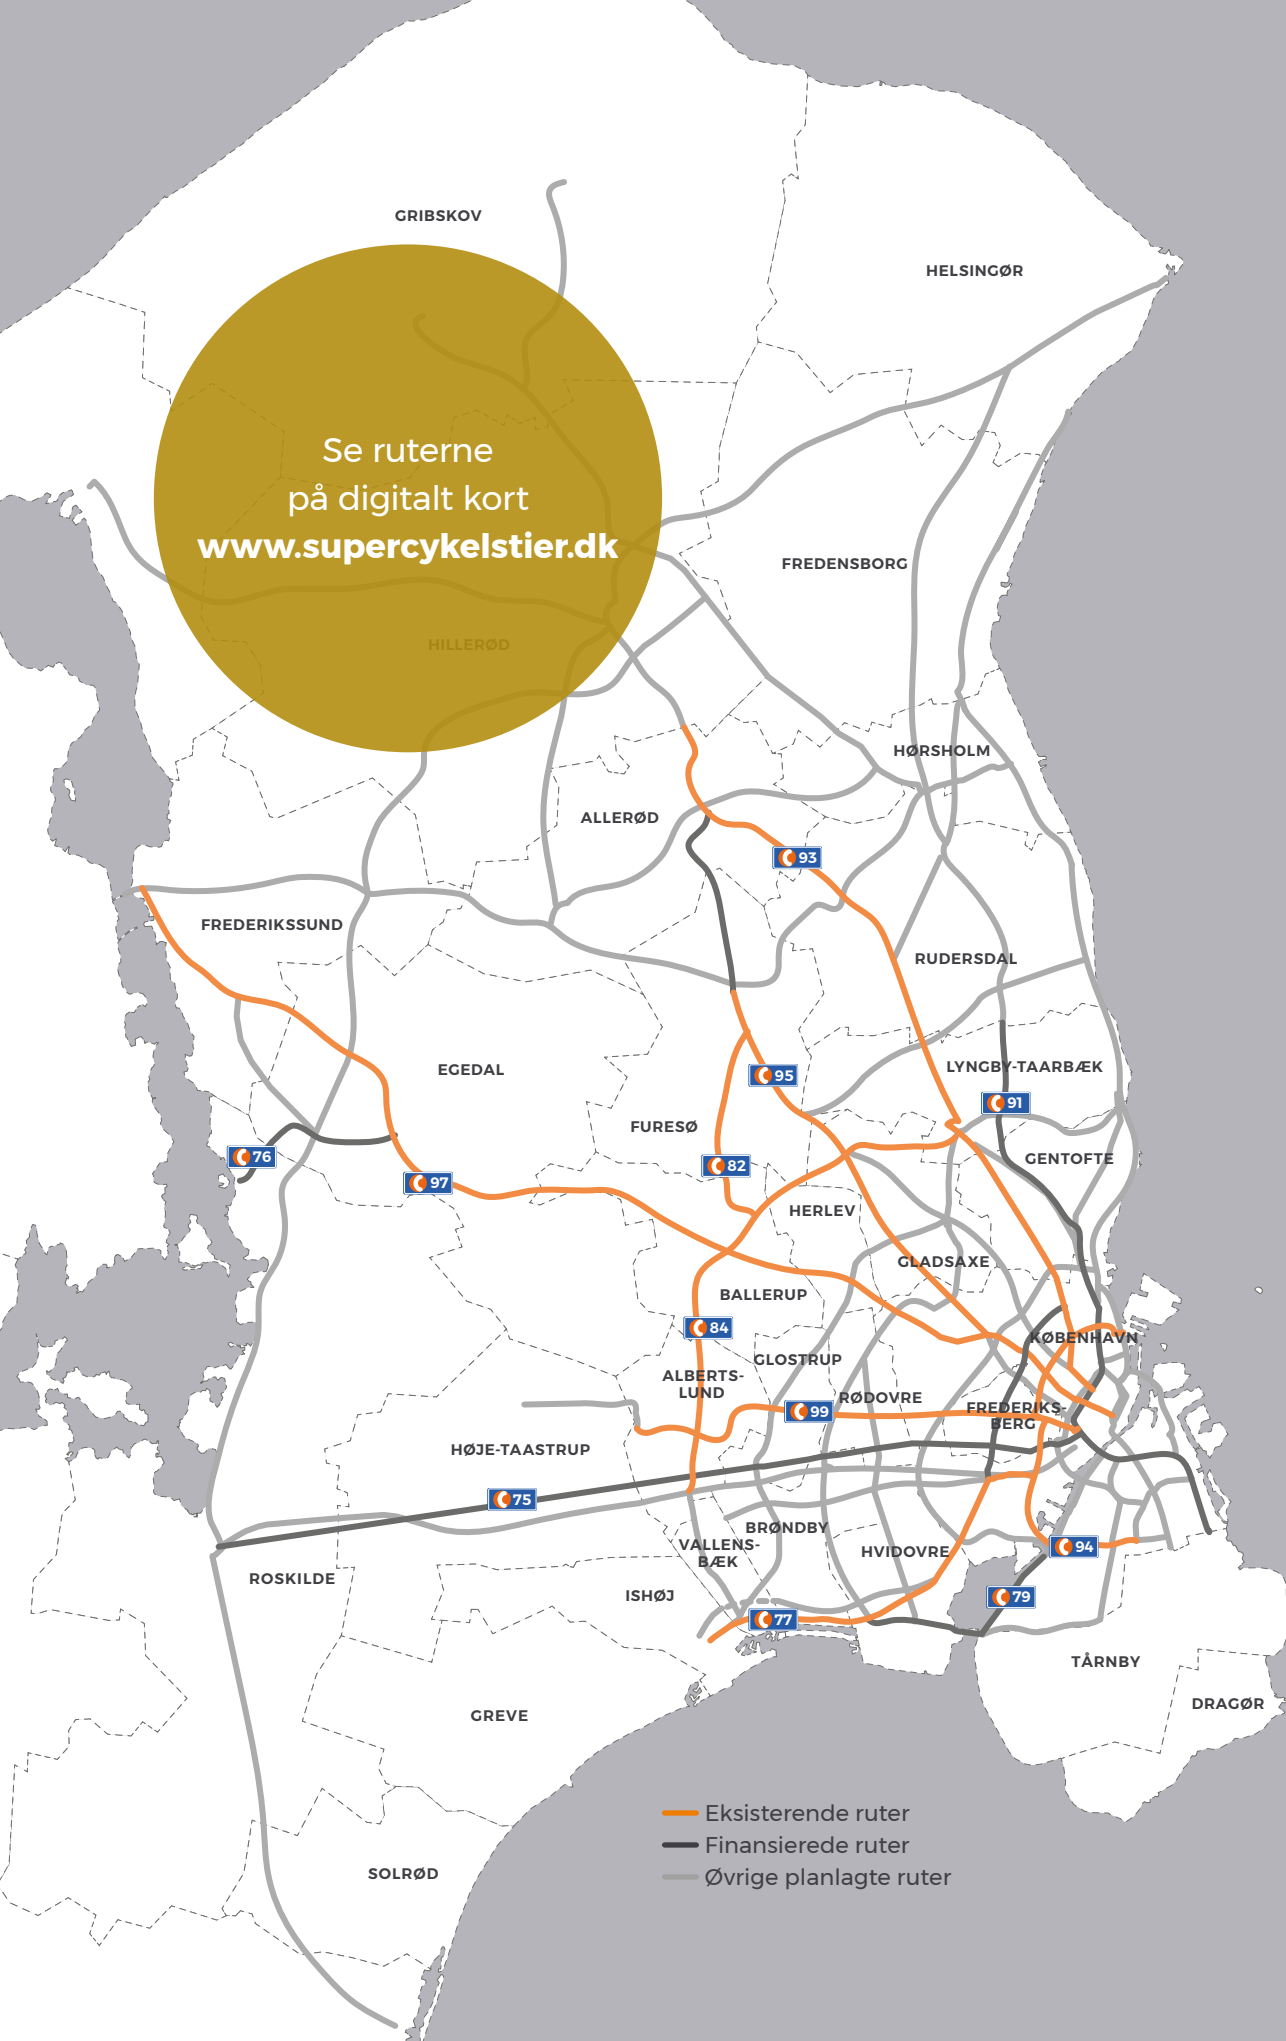 GRIBSKOV
HELSINGØR
Se ruterne
på digitalt kort
www.supercykelstier.dk
FREDENSBORG
HILLERØD
HØRSHOLM
ALLERØD
93
FREDERIKSSUND
RUDERSDAL
EGEDAL
LYNGBY-TAARBÆK
95
91
FURESØ
76
82
GENTOFTE
97
HERLEV
GLADSAXE
BALLERUP
84
KØBENHAVN
GLOSTRUP
ALBERTS-
LUND
RØDOVRE
99
FREDERIKS-
BERG
HØJE-TAASTRUP
75
BRØNDBY
VALLENS-
BÆK
HVIDOVRE
94
ROSKILDE
ISHØJ
79
77
TÅRNBY
DRAGØR
GREVE
Eksisterende ruter
Finansierede ruter
Øvrige planlagte ruter
SOLRØD